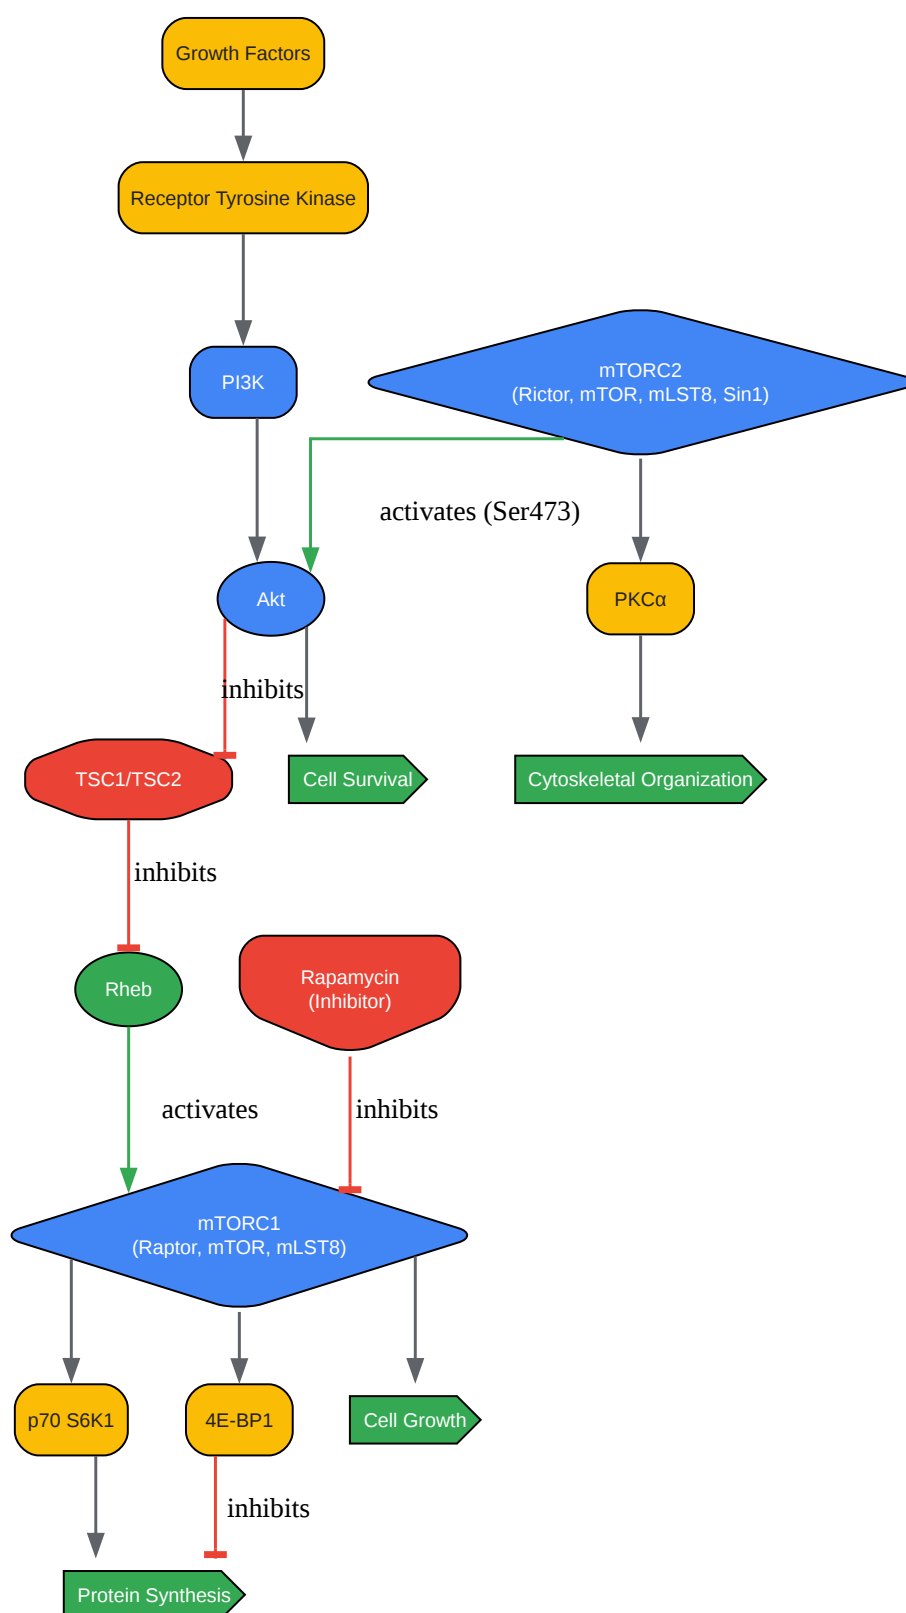 Growth Factors
Receptor Tyrosine Kinase
PI3K
mTORC2
(Rictor, mTOR, mLST8, Sin1)
activates (Ser473)
Akt
PKCα
inhibits
TSC1/TSC2
Cell Survival
Cytoskeletal Organization
inhibits
Rheb
Rapamycin
(Inhibitor)
activates
inhibits
mTORC1
(Raptor, mTOR, mLST8)
p70 S6K1
4E-BP1
Cell Growth
inhibits
Protein Synthesis